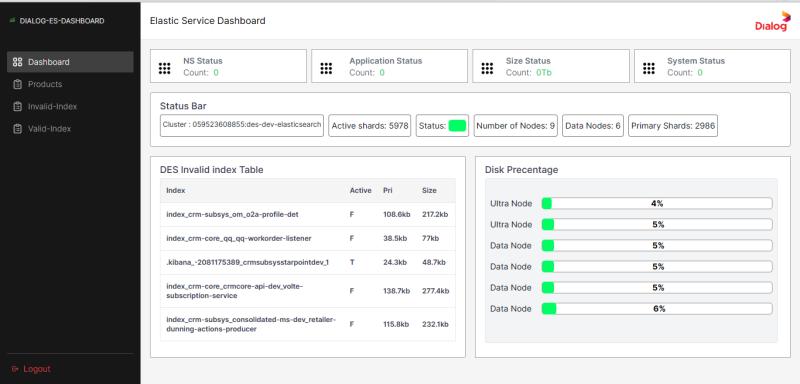 DIALOG-ES-DASHBOARD
Elastic Service Dashboard
Dialog
Dashboard
Products
Invalid-Index
Valid-Index
NS Status
Count: 0
Application Status
Count: 0
Size Status
Count: 0Tb
System Status
Count: 0
Status Bar
Cluster : 059523608855:des-dev-elasticsearch
Active shards: 5978
Status:
Number of Nodes: 9
Data Nodes: 6
Primary Shards: 2986
DES Invalid index Table
Index Active Pri Size
index_crm-subsys_om_o2a-profile-det F 108.6kb 217.2kb
index_crm-core_qq_qq-workorder-listener F 38.5kb 77kb
.kibana_-2081175389_crmsubsysstarpointdev_1 T 24.3kb 48.7kb
index_crm-core_crmcore-api-dev_volte-
subscription-service F 138.7kb 277.4kb
index_crm-subsys_consolidated-ms-dev_retailer-
dunning-actions-producer F 115.8kb 232.1kb
Disk Precentage
Ultra Node 4%
Ultra Node 5%
Data Node 5%
Data Node 5%
Data Node 5%
Data Node 6%
Logout